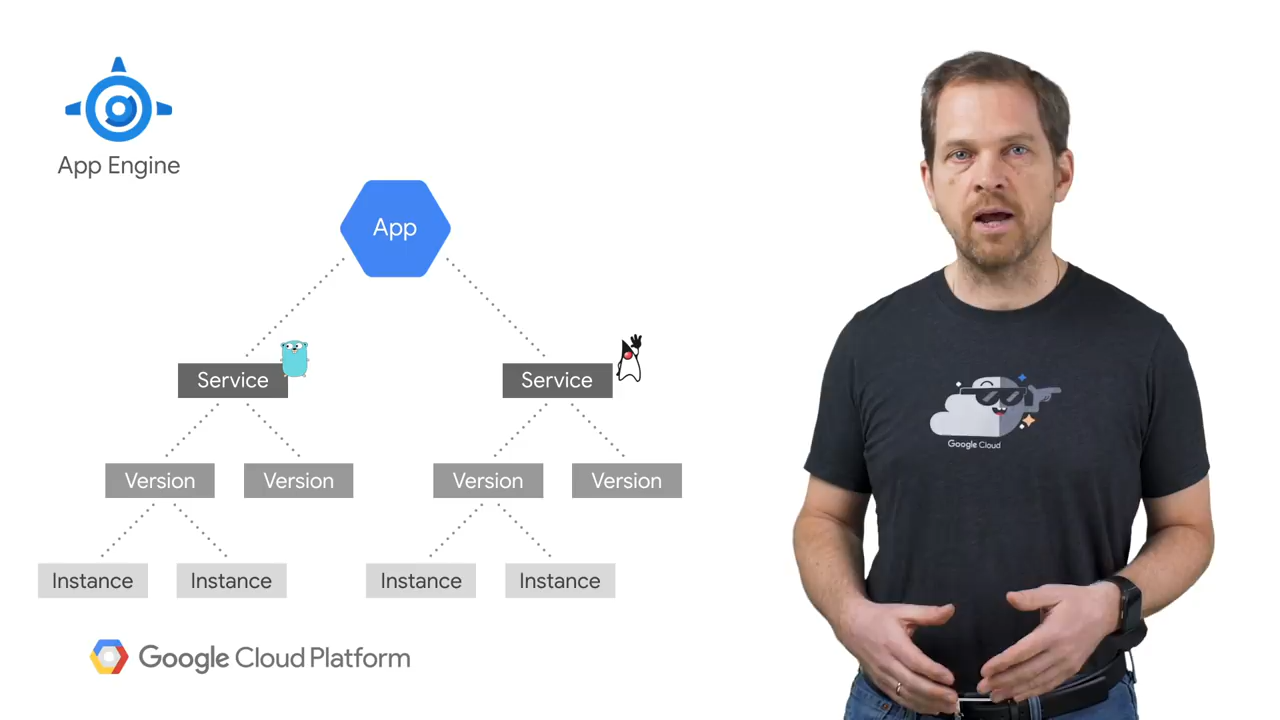 App Engine
App
Service
Service
Version
Version
Version
Version
Instance
Instance
Instance
Instance
Google Cloud
Google Cloud Platform